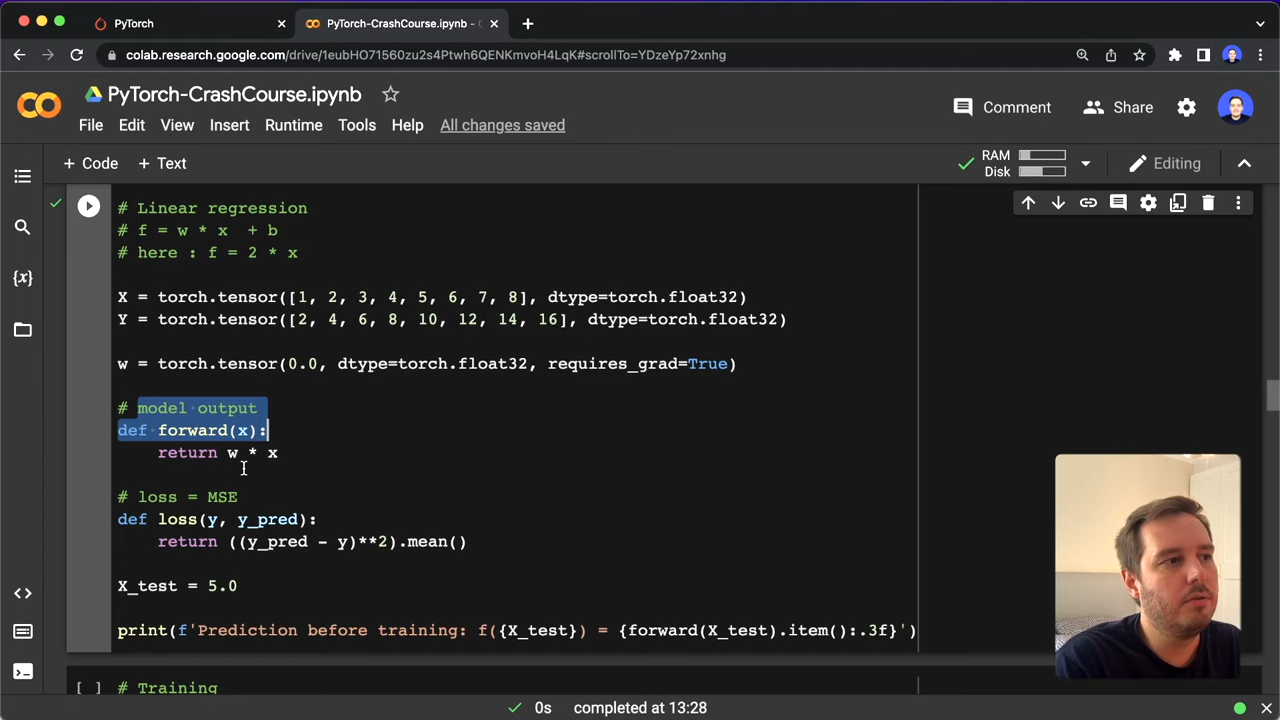 PyTorch
PyTorch-CrashCourse.ipynb - C
colab.research.google.com/drive/1eubHO71560zu2s4Ptwh6QENKmvoH4LqK#scrollTo=YDzeYp72xnhg
PyTorch-CrashCourse.ipynb
File Edit View Insert Runtime Tools Help All changes saved
Comment Share
+ Code + Text
RAM
Disk
Editing
# Linear regression
# f = w * x + b
# here : f = 2 * x
X = torch.tensor([1, 2, 3, 4, 5, 6, 7, 8], dtype=torch.float32)
Y = torch.tensor([2, 4, 6, 8, 10, 12, 14, 16], dtype=torch.float32)
w = torch.tensor(0.0, dtype=torch.float32, requires_grad=True)
# model output
def forward(x):
return w * x
# loss = MSE
def loss(y, y_pred):
return ((y_pred - y)**2).mean()
X_test = 5.0
print(f'Prediction before training: f({X_test}) = {forward(X_test).item():.3f}')
[ ] # Training
0s completed at 13:28